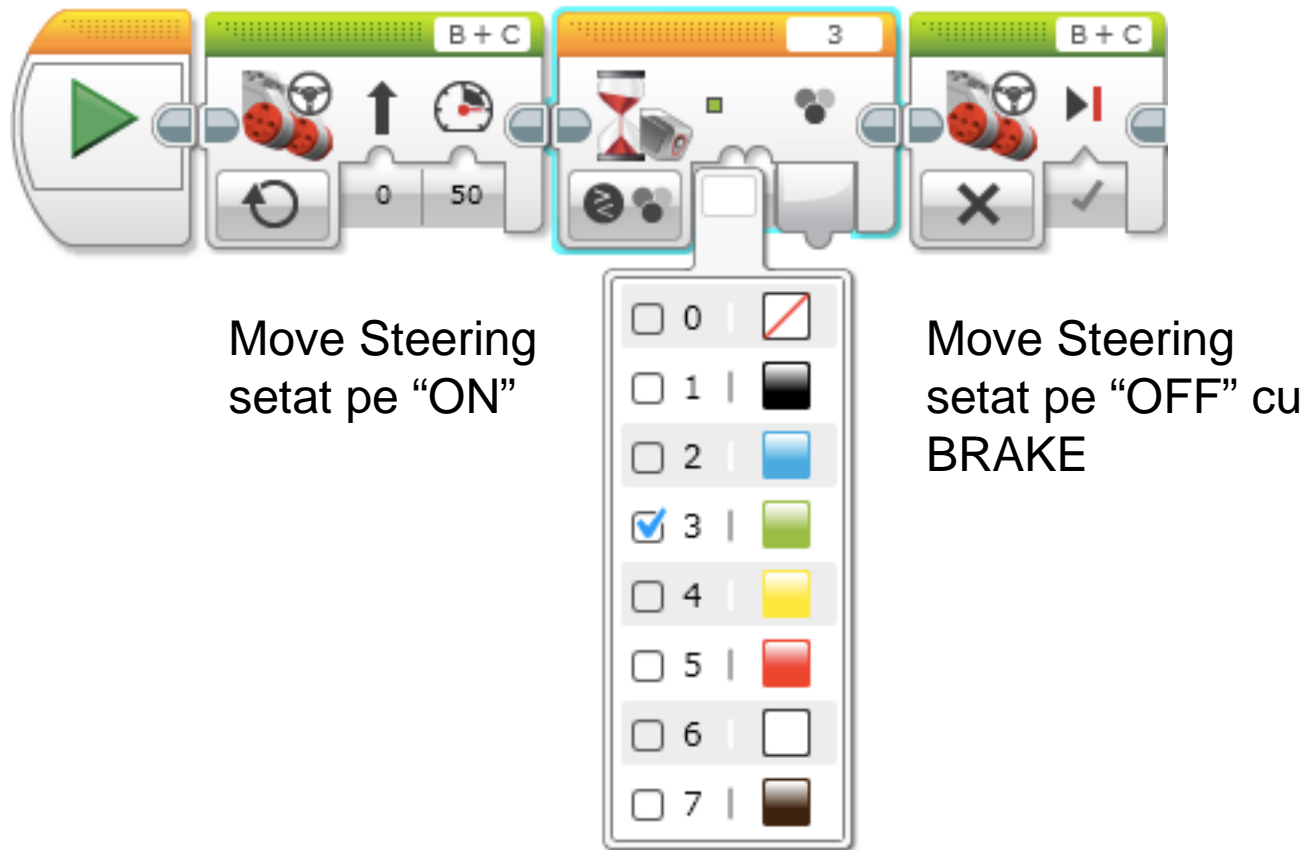 B + C
3
B + C
0
50
0
1
2
3
4
5
6
7
Move Steering
setat pe “ON”
Move Steering
setat pe “OFF” cu
BRAKE